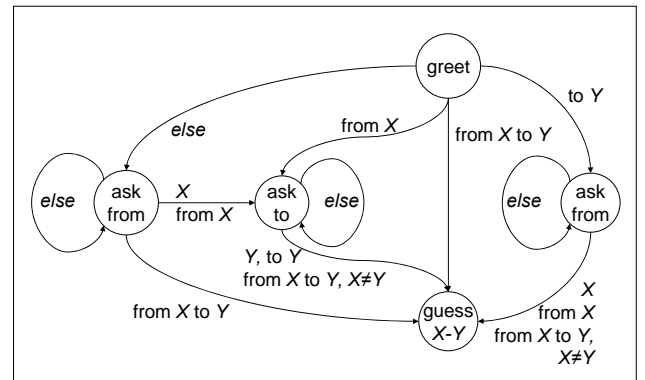 greet
to Y
else
from X
from X to Y
else
ask
from
X
from X
ask
to
else
else
ask
from
Y, to Y
from X to Y, X≠Y
from X to Y
guess
X-Y
X
from X
from X to Y,
X≠Y